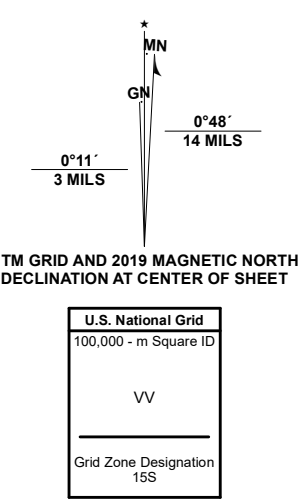 MN
GN
0°48´
14 MILS
0°11´
3 MILS
TM GRID AND 2019 MAGNETIC NORTH
DECLINATION AT CENTER OF SHEET
U.S. National Grid
100,000 - m Square ID
VV
Grid Zone Designation
15S